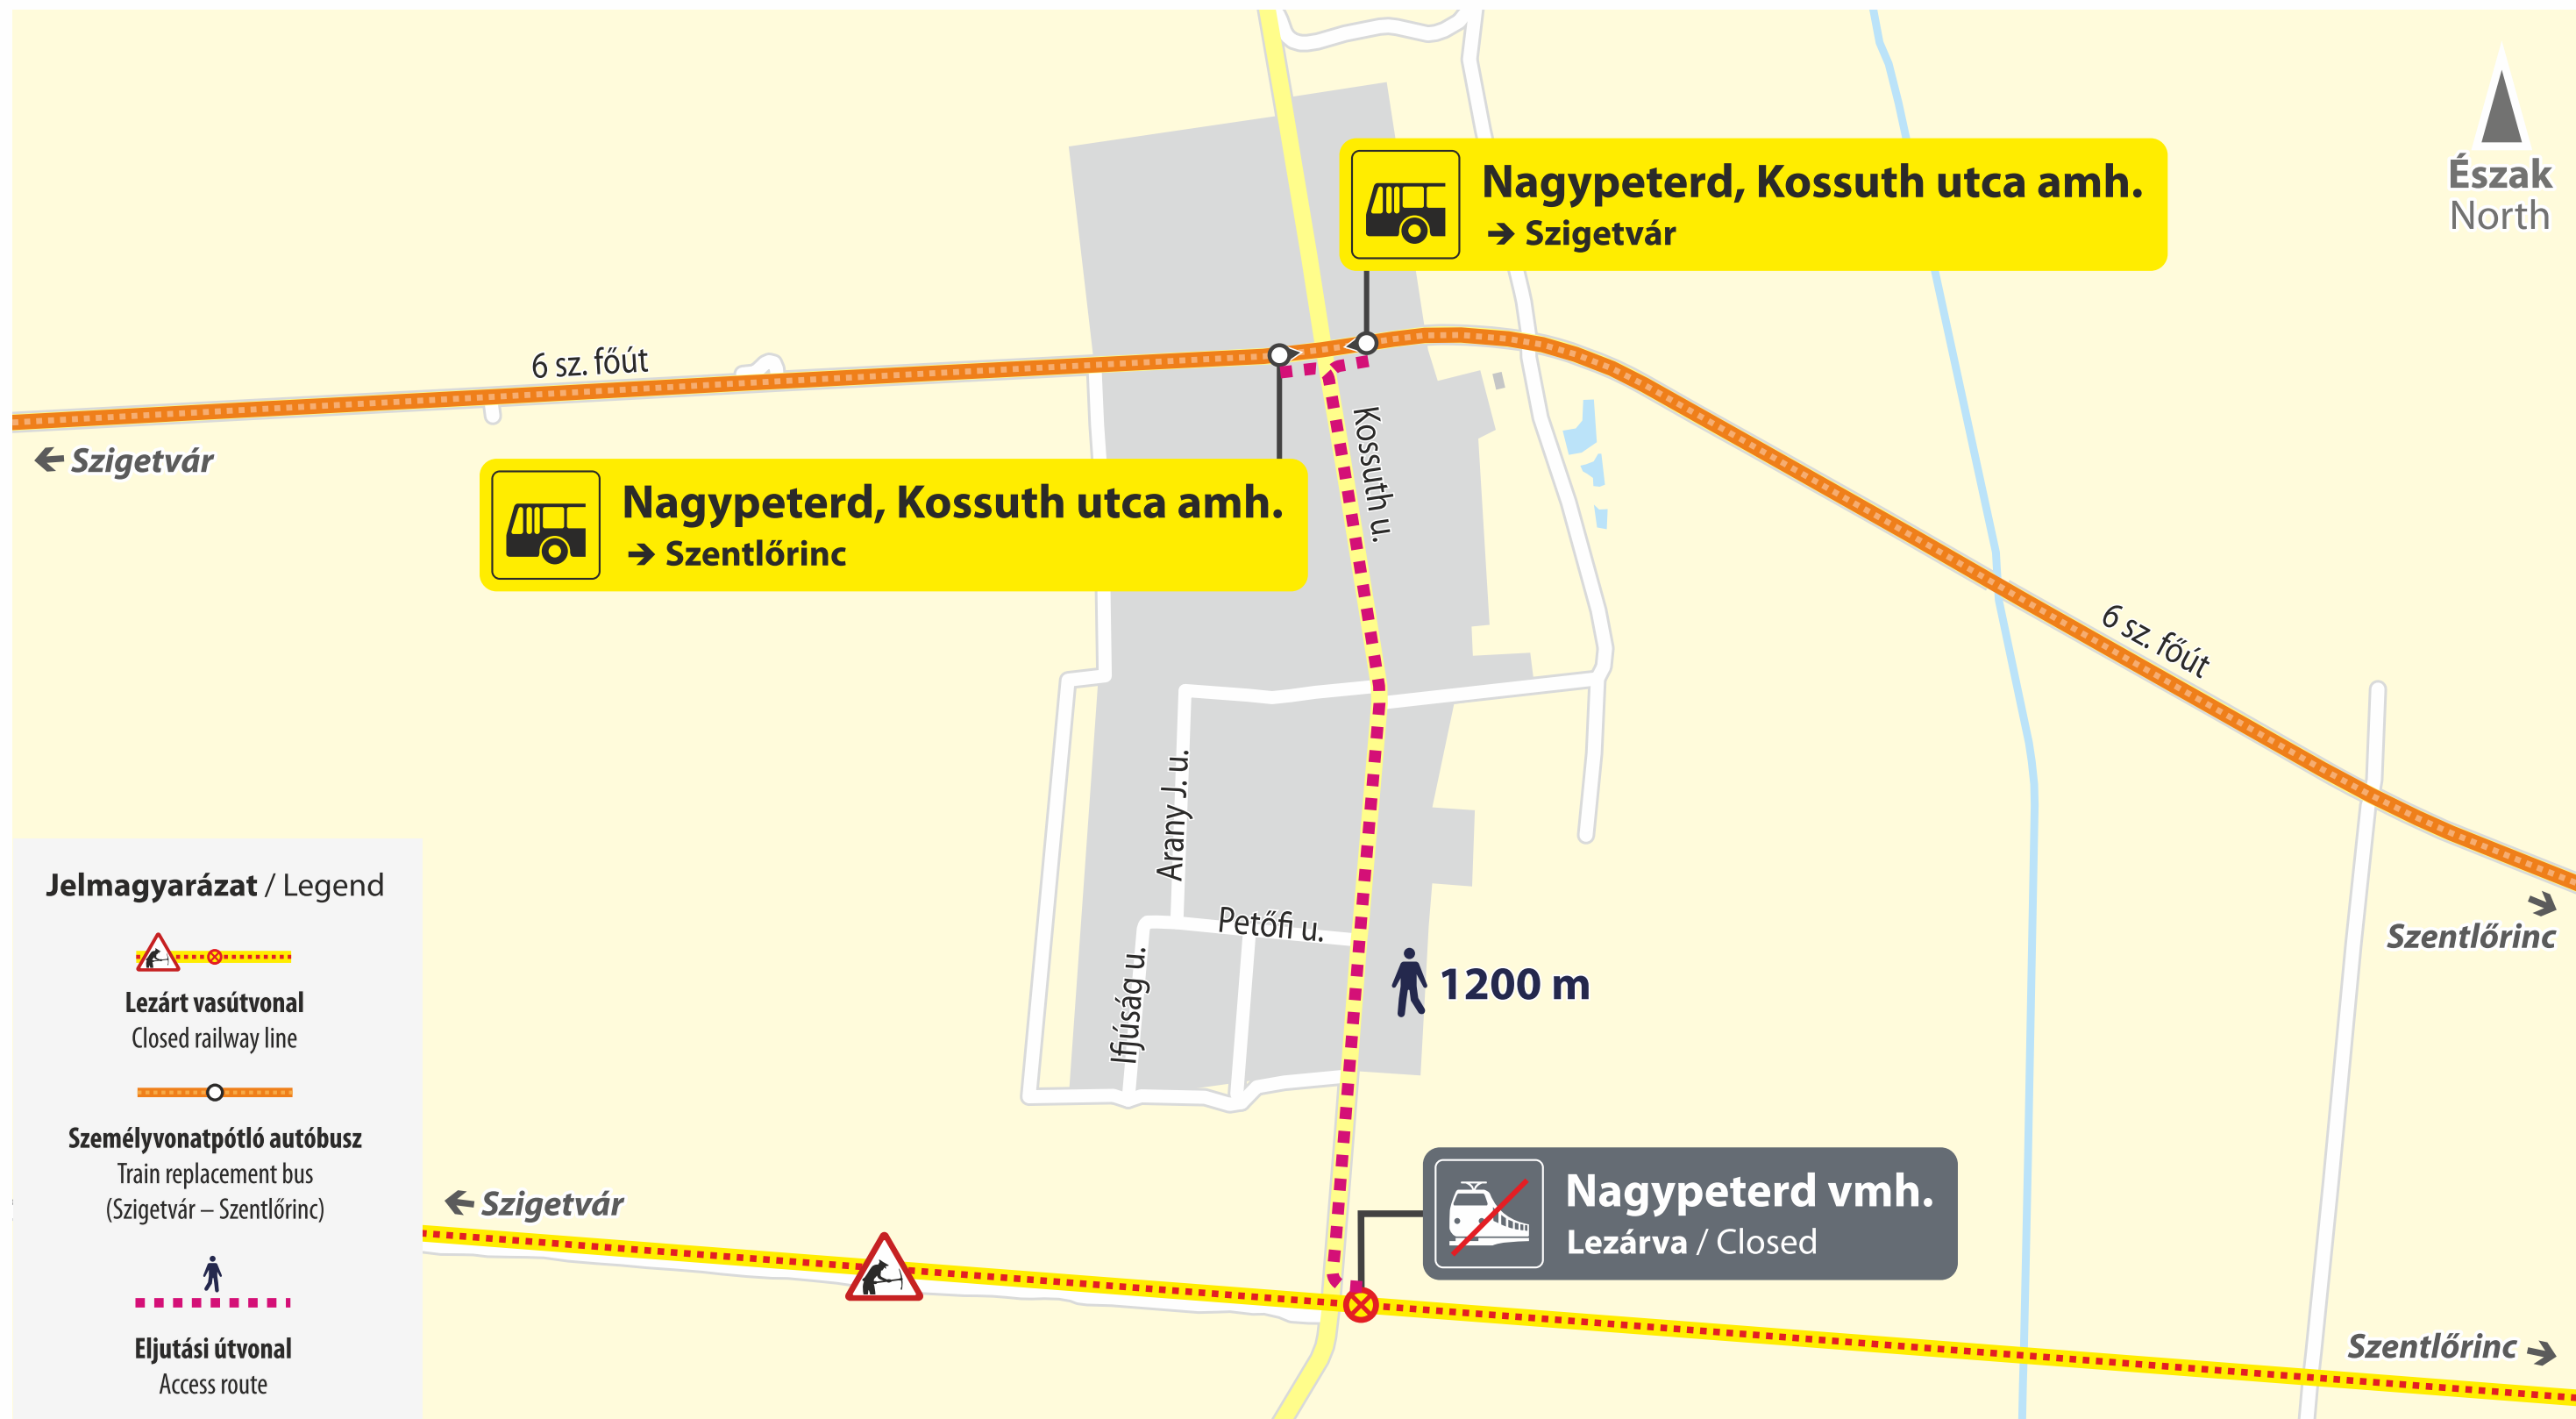 Észak
North
Nagypeterd, Kossuth utca amh.
→ Szigetvár
6 sz. főút
← Szigetvár
Nagypeterd, Kossuth utca amh.
→ Szentlőrinc
Kossuth u.
6 sz. főút
Szentlőrinc →
Arany J. u.
Petőfi u.
Ifjúság u.
1200 m
Jelmagyarázat / Legend
Lezárt vasútvonal
Closed railway line
Személyvonatpótló autóbusz
Train replacement bus
(Szigetvár – Szentlőrinc)
Eljutási útvonal
Access route
← Szigetvár
Nagypeterd vmh.
Lezárva / Closed
Szentlőrinc →